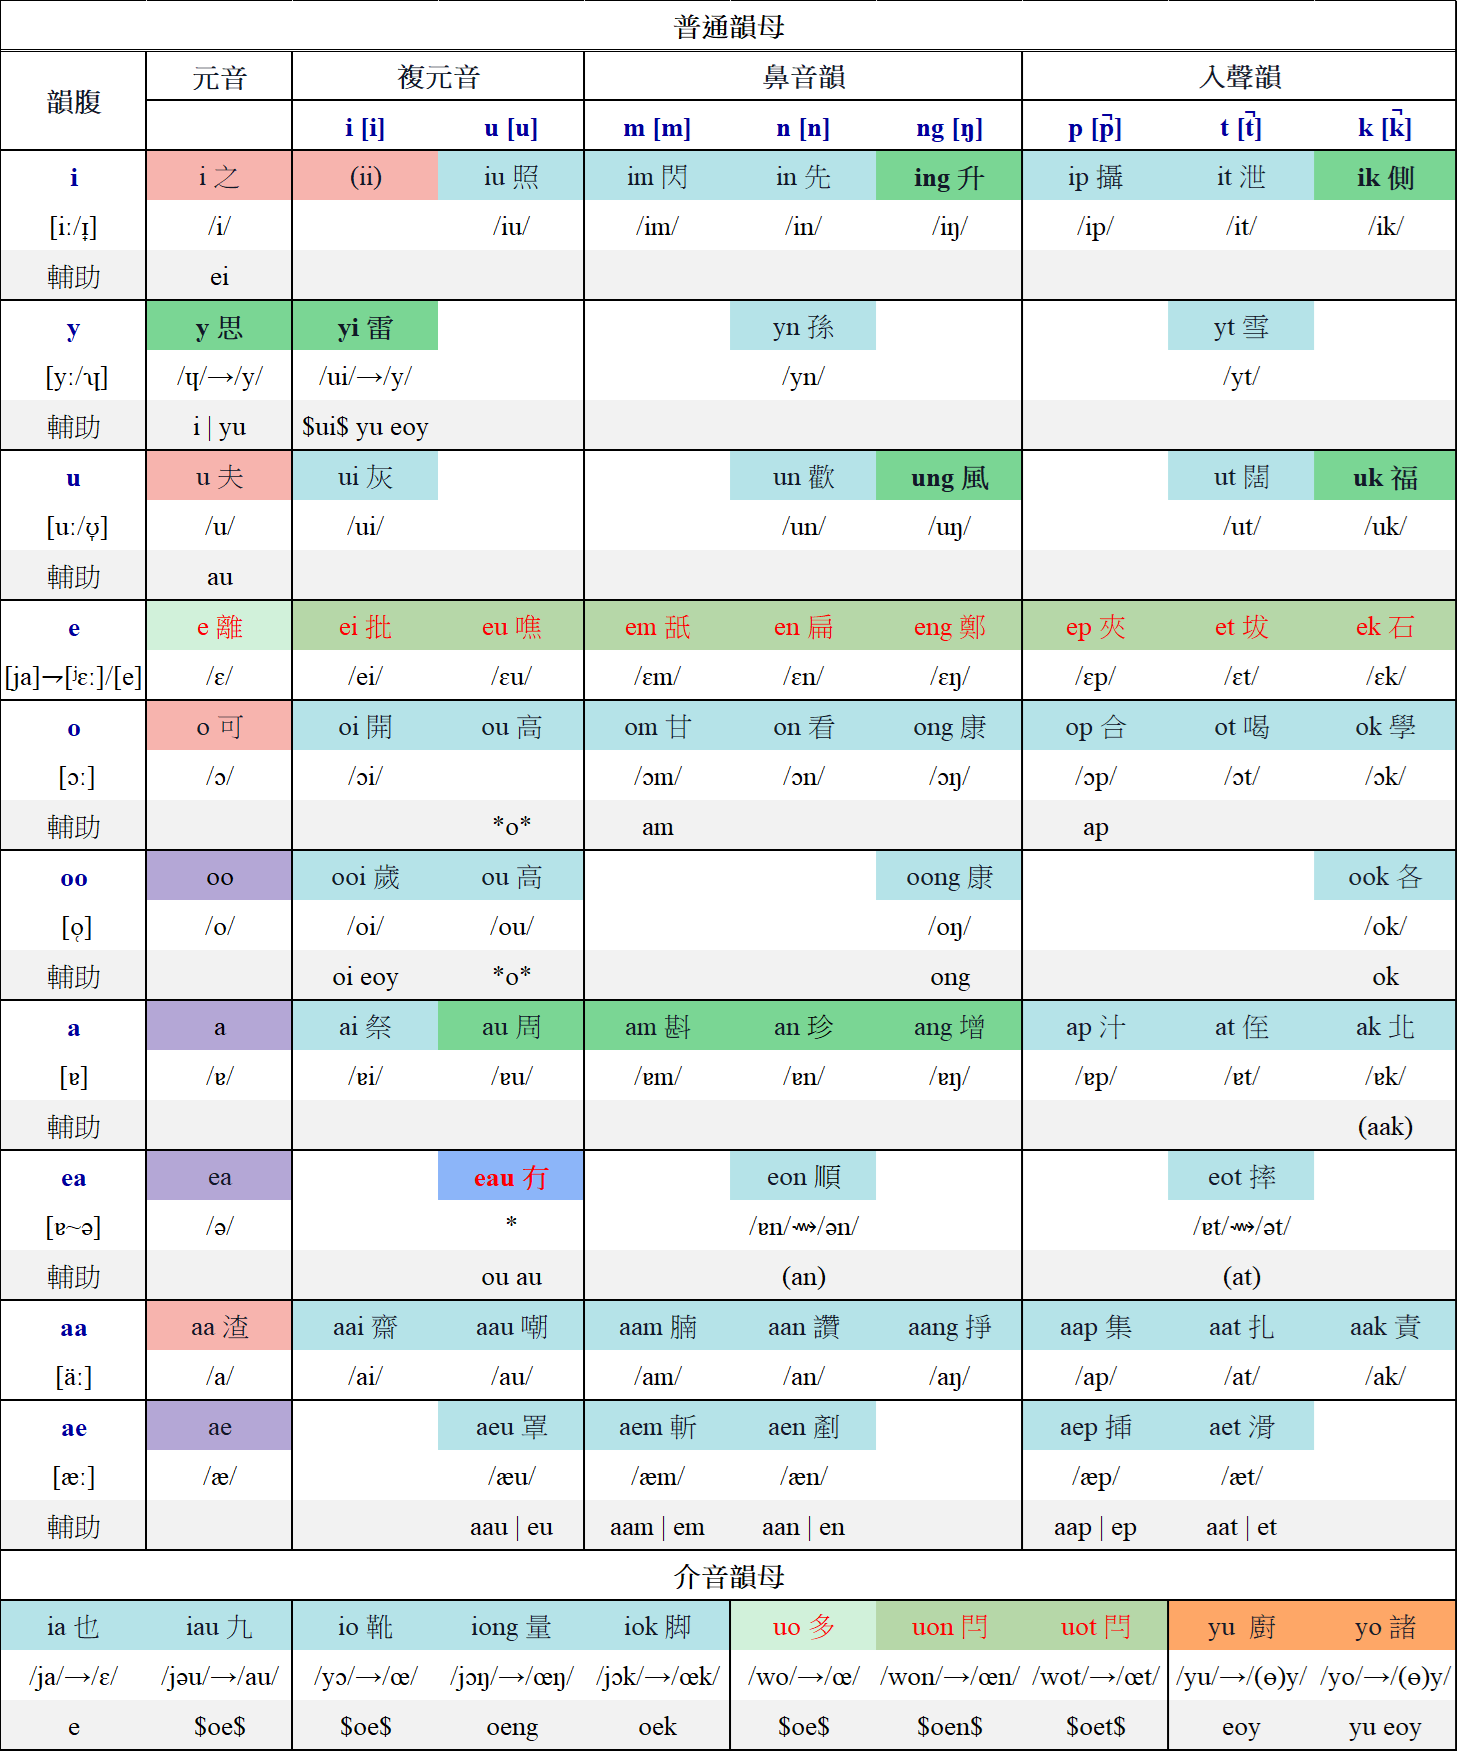 普通韻母
韻腹 元音 複元音 鼻音韻 入聲韻
i [i] u [u] m [m] n [n] ng [ŋ] p [p̚] t [t̚] k [k̚]
i i 之 (ii) iu 照 im 閃 in 先 ing 升 ip 攝 it 泄 ik 側
[iː/ɪ̞] /i/ /iu/ /im/ /in/ /iŋ/ /ip/ /it/ /ik/
輔助 ei
y y 思 yi 雷 yn 孫 yt 雪
[yː/ʮ] /ɥ/→/y/ /ui/→/y/ /yn/ /yt/
輔助 i | yu $ui$ yu eoy
u u 夫 ui 灰 un 歡 ung 風 ut 闊 uk 福
[uː/ʊ̞] /u/ /ui/ /un/ /uŋ/ /ut/ /uk/
輔助 au
e e 離 ei 批 eu 噍 em 舐 en 扁 eng 鄭 ep 夾 et 坺 ek 石
[ja]→[ʲɛː]/[e] /ɛ/ /ei/ /ɛu/ /ɛm/ /ɛn/ /ɛŋ/ /ɛp/ /ɛt/ /ɛk/
o o 可 oi 開 ou 高 om 甘 on 看 ong 康 op 合 ot 喝 ok 學
[ɔː] /ɔ/ /ɔi/ /ɔm/ /ɔn/ /ɔŋ/ /ɔp/ /ɔt/ /ɔk/
輔助 *o* am ap
oo oo ooi 歲 ou 高 oong 康 ook 各
[o̜] /o/ /oi/ /ou/ /oŋ/ /ok/
輔助 oi eoy *o* ong ok
a a ai 祭 au 周 am 斟 an 珍 ang 增 ap 汁 at 侄 ak 北
[ɐ] /ɐ/ /ɐi/ /ɐu/ /ɐm/ /ɐn/ /ɐŋ/ /ɐp/ /ɐt/ /ɐk/
輔助 (aak)
ea ea eau 冇 eon 順 eot 摔
[ɐ~ə] /ə/ * /ɐn/⇝/ən/ /ɐt/⇝/ət/
輔助 ou au (an) (at)
aa aa 渣 aai 齋 aau 嘲 aam 腩 aan 讚 aang 掙 aap 集 aat 扎 aak 責
[äː] /a/ /ai/ /au/ /am/ /an/ /aŋ/ /ap/ /at/ /ak/
ae ae aeu 罩 aem 斬 aen 剷 aep 插 aet 滑
[æː] /æ/ /æu/ /æm/ /æn/ /æp/ /æt/
輔助 aau | eu aam | em aan | en aap | ep aat | et
介音韻母
ia 也 iau 九 io 靴 iong 量 iok 脚 uo 多 uon 閂 uot 閂 yu 廚 yo 諸
/ja/→/ɛ/ /jəu/→/au/ /yɔ/→/œ/ /jɔŋ/→/œŋ/ /jɔk/→/œk/ /wo/→/œ/ /won/→/œn/ /wot/→/œt/ /yu/→/(ɵ)y/ /yo/→/(ɵ)y/
e $oe$ $oe$ oeng oek $oe$ $oen$ $oet$ eoy yu eoy